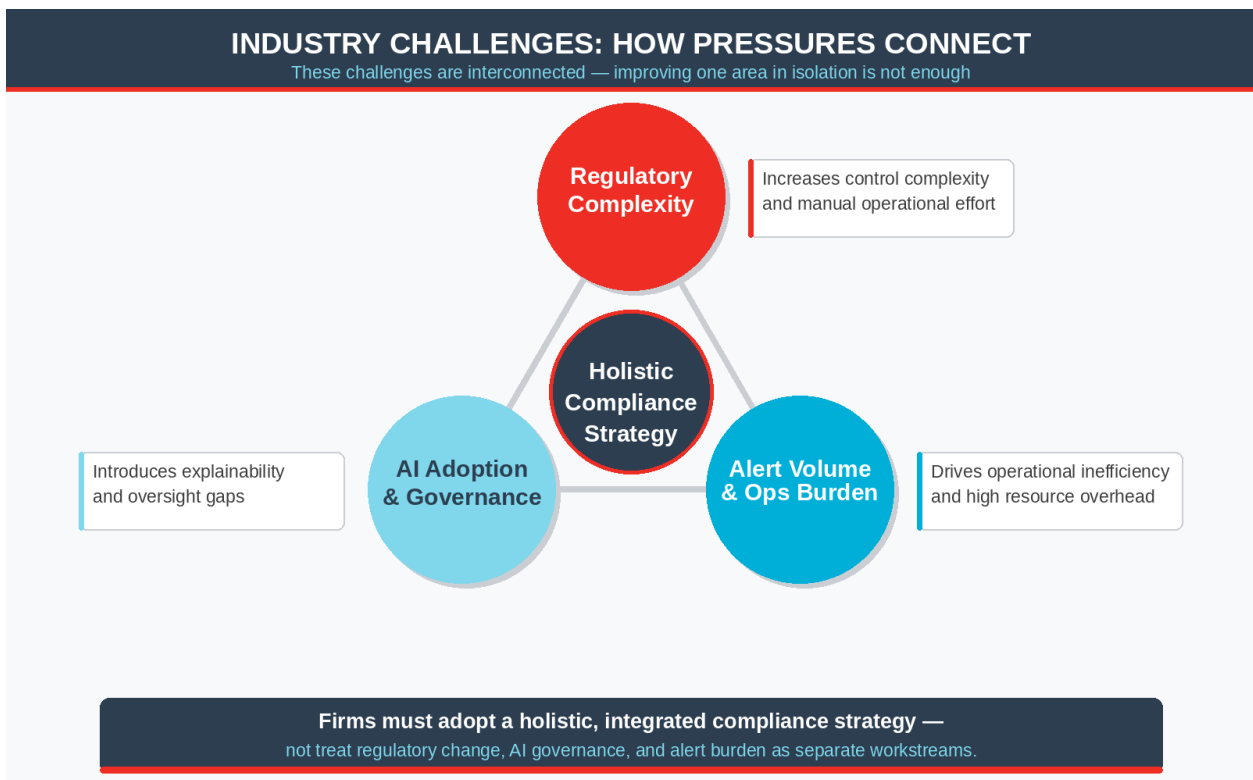 INDUSTRY CHALLENGES: HOW PRESSURES CONNECT
These challenges are interconnected — improving one area in isolation is not enough
Regulatory
Complexity
Increases control complexity
and manual operational effort
Holistic
Compliance
Strategy
Introduces explainability
and oversight gaps
AI Adoption
& Governance
Alert Volume
& Ops Burden
Drives operational inefficiency
and high resource overhead
Firms must adopt a holistic, integrated compliance strategy —
not treat regulatory change, AI governance, and alert burden as separate workstreams.